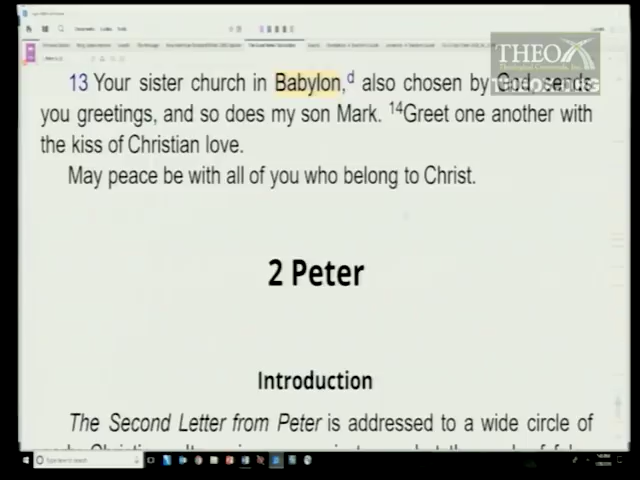 THEO
13 Your sister church in Babylon,d also chosen by God, sends
THEOS.ORG
you greetings, and so does my son Mark. 14Greet one another with
the kiss of Christian love.
May peace be with all of you who belong to Christ.
2 Peter
Introduction
The Second Letter from Peter is addressed to a wide circle of